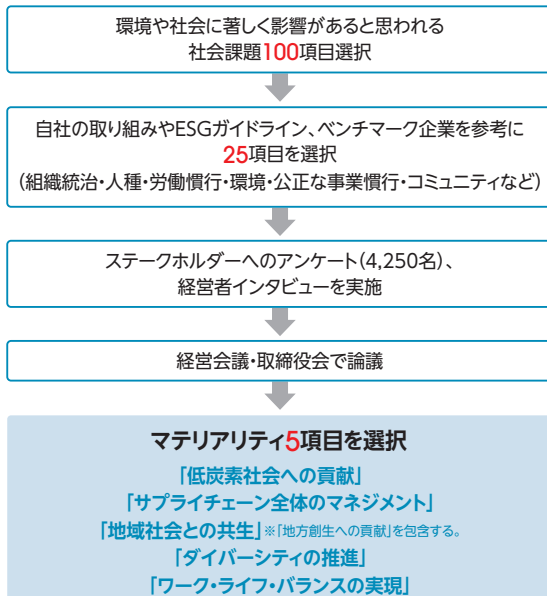 環境や社会に著しく影響があると思われる
社会課題100項目選択
自社の取り組みやESGガイドライン、ベンチマーク企業を参考に
25項目を選択
(組織統治・人種・労働慣行・環境・公正な事業慣行・コミュニティなど)
ステークホルダーへのアンケート(4,250名)、
経営者インタビューを実施
経営会議・取締役会で論議
マテリアリティ5項目を選択
「低炭素社会への貢献」
「サプライチェーン全体のマネジメント」
「地域社会との共生」※「地方創生への貢献」を包含する。
「ダイバーシティの推進」
「ワーク・ライフ・バランスの実現」